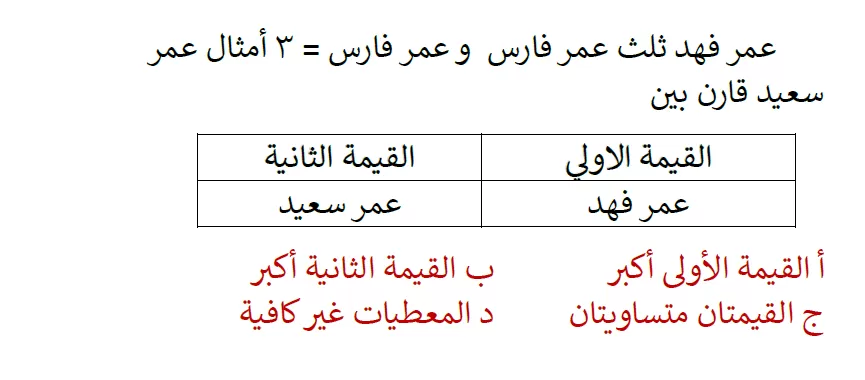 عمر فهد ثلث عمر فارس و عمر فارس = ٣ أمثال عمر
سعيد قارن بين
القيمة الاولي القيمة الثانية
عمر فهد عمر سعيد
أ القيمة الأولى أكبر ب القيمة الثانية أكبر
ج القيمتان متساويتان د المعطيات غير كافية